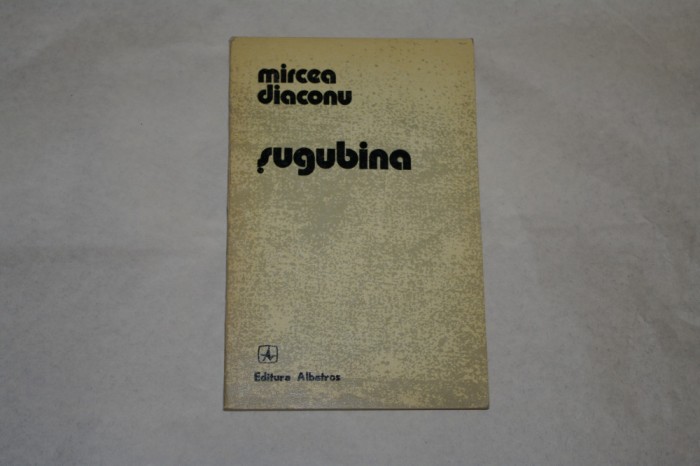 mircea
diaconu
șugubina
Editura Albatros